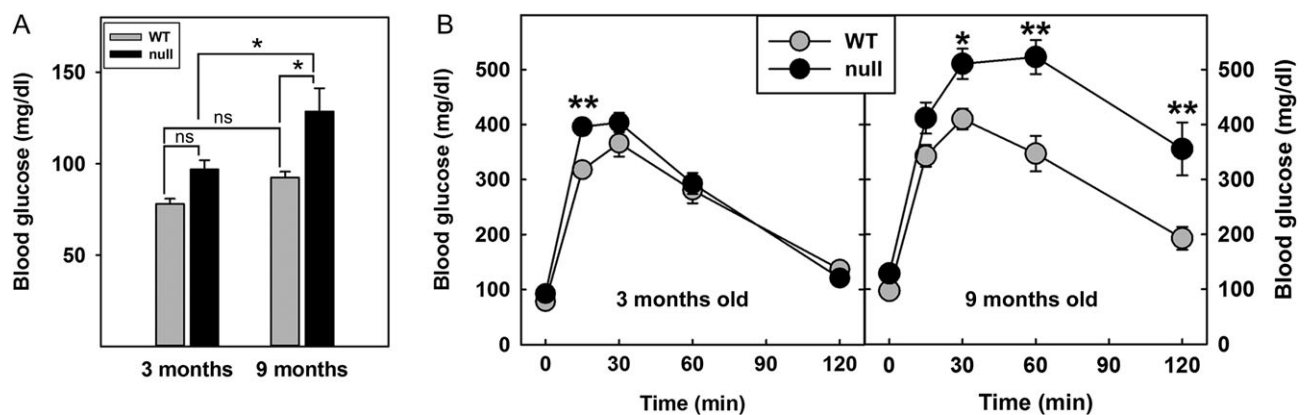 A
WT
null
*
*
ns
ns
150
100
50
Blood glucose (mg/dl)
3 months
9 months
B
WT
null
**
*
**
**
500
400
300
200
100
0
Blood glucose (mg/dl)
3 months old
9 months old
500
400
300
200
100
0
Blood glucose (mg/dl)
0 30 60 90 120
0 30 60 90 120
Time (min)
Time (min)